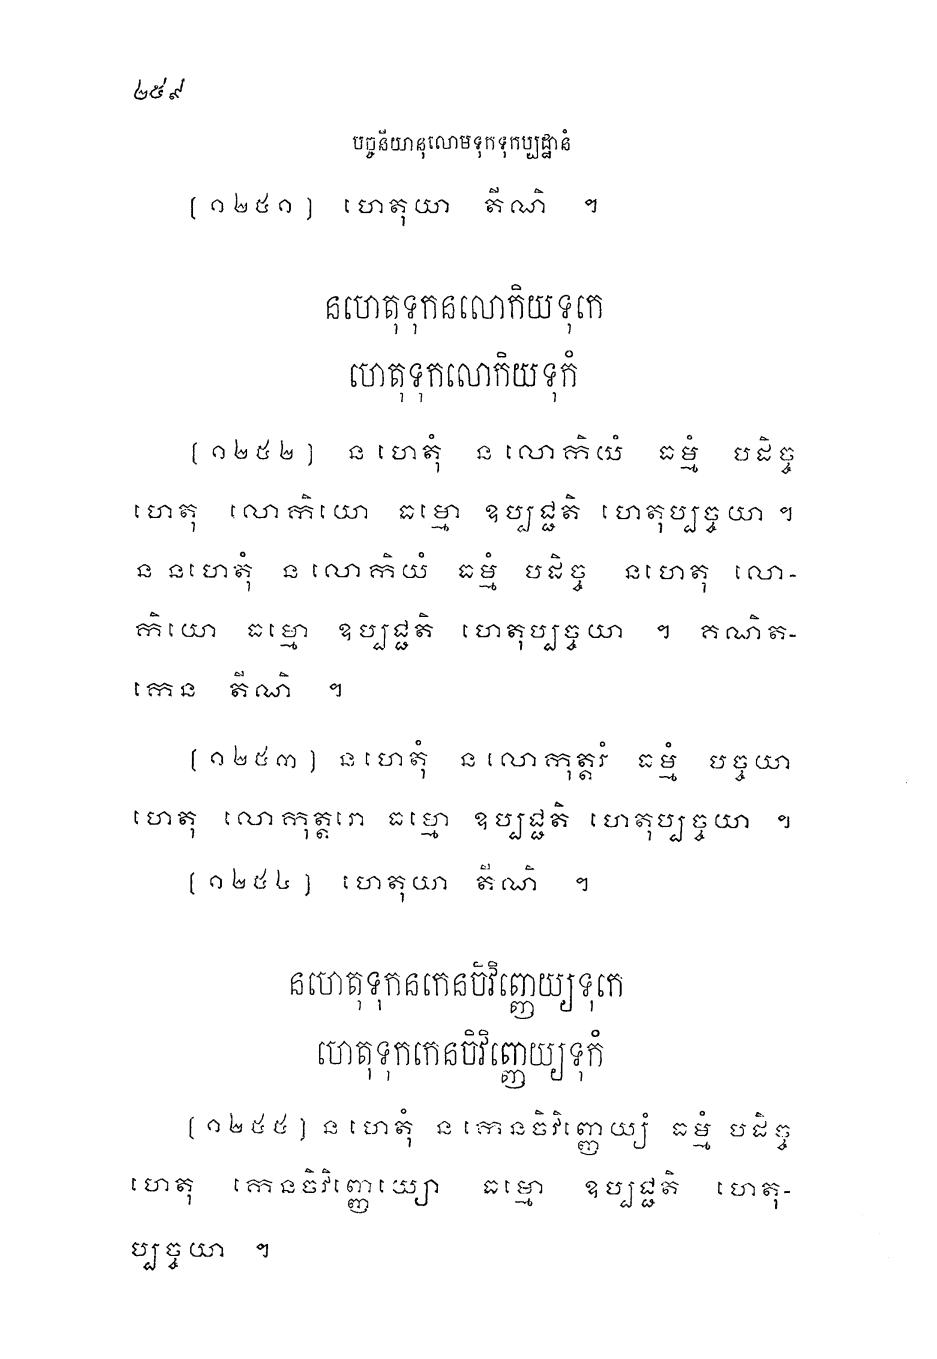 ២៥៩
បច្ចនីយានុលោមទុកទុកប្បដ្ឋានំ
[១២៥១] ហេតុយា តីណិ ។
នហេតុទុកនលោកិយទុកេ
ហេតុទុកលោកិយទុកំ
[១២៥២] ន ហេតុំ ន លោកិយំ ធម្មំ បដិច្ច
ហេតុ លោកិយោ ធម្មោ ឧប្បជ្ជតិ ហេតុប្បច្ចយា ។
ន នហេតុំ ន លោកិយំ ធម្មំ បដិច្ច នហេតុ លោ-
កិយោ ធម្មោ ឧប្បជ្ជតិ ហេតុប្បច្ចយា ។ គណិត-
កេន តីណិ ។
[១២៥៣] ន ហេតុំ ន លោកុត្តរំ ធម្មំ បច្ចយា
ហេតុ លោកុត្តរោ ធម្មោ ឧប្បជ្ជតិ ហេតុប្បច្ចយា ។
[១២៥៤] ហេតុយា តីណិ ។
នហេតុទុកនកេនចិវិញ្ញេយ្យទុកេ
ហេតុទុកកេនចិវិញ្ញេយ្យទុកំ
[១២៥៥] ន ហេតុំ ន កេនចិវិញ្ញេយ្យំ ធម្មំ បដិច្ច
ហេតុ កេនចិវិញ្ញេយ្យោ ធម្មោ ឧប្បជ្ជតិ ហេតុ-
ប្បច្ចយា ។